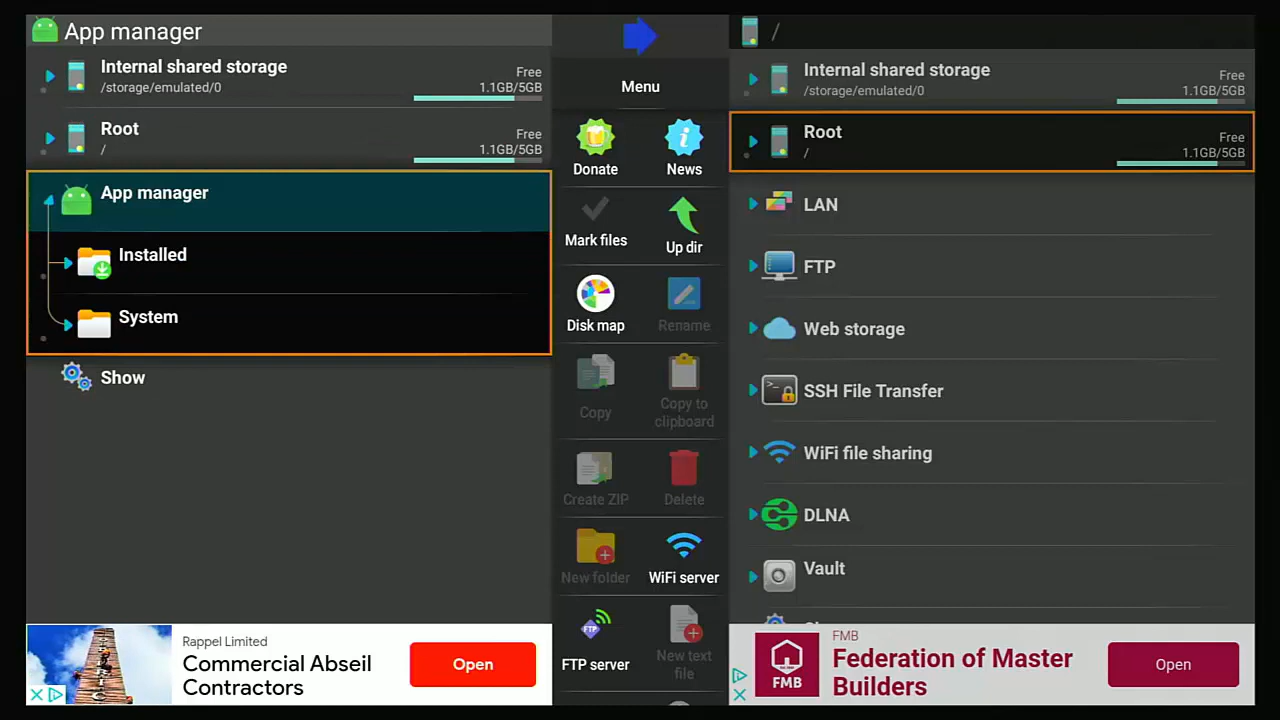 App manager
Internal shared storage
/storage/emulated/0
Free
1.1GB/5GB
Root
/
Free
1.1GB/5GB
App manager
Installed
System
Show
Rappel Limited
Commercial Abseil
Contractors
Open
Menu
Donate
News
Mark files
Up dir
Disk map
Rename
Copy
Copy to
clipboard
Create ZIP
Delete
New folder
WiFi server
FTP
FTP server
New text
file
/
Internal shared storage
/storage/emulated/0
Free
1.1GB/5GB
Root
/
Free
1.1GB/5GB
LAN
FTP
Web storage
SSH File Transfer
WiFi file sharing
DLNA
Vault
FMB
FMB
Federation of Master
Builders
Open